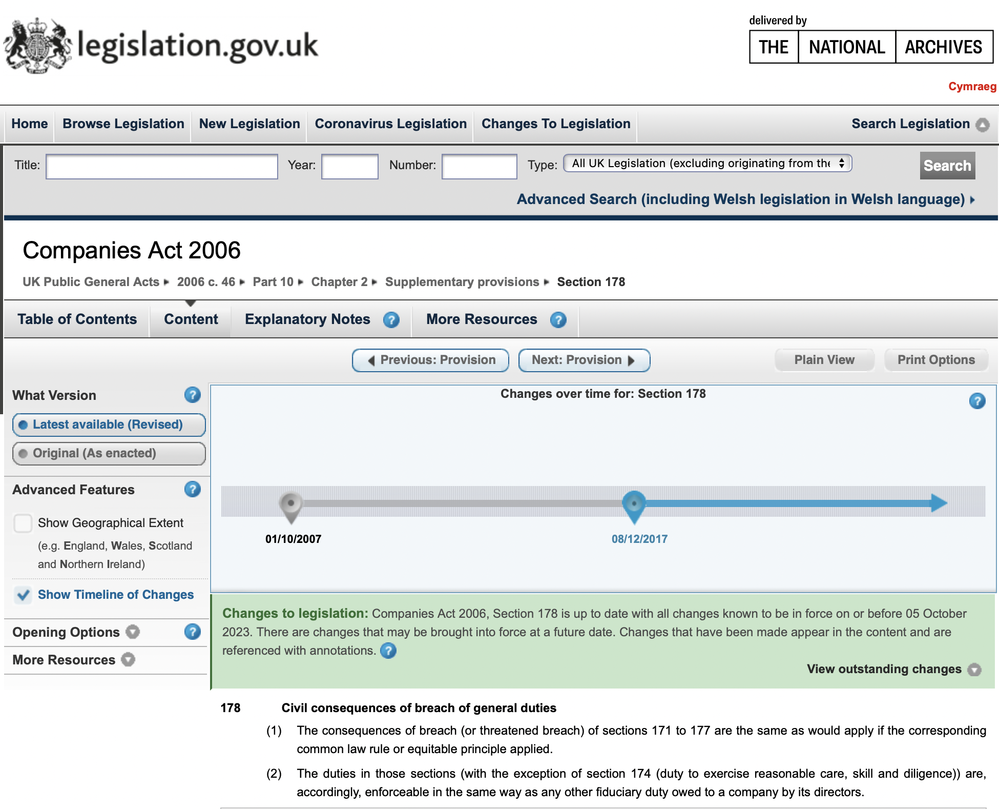 legislation.gov.uk
delivered by
THE NATIONAL ARCHIVES
Cymraeg
Home Browse Legislation New Legislation Coronavirus Legislation Changes To Legislation Search Legislation
Title: Year: Number: Type: All UK Legislation (excluding originating from the Search
Advanced Search (including Welsh legislation in Welsh language)
Companies Act 2006
UK Public General Acts 2006 c. 46 Part 10 Chapter 2 Supplementary provisions Section 178
Table of Contents Content Explanatory Notes ? More Resources ?
Previous: Provision Next: Provision Plain View Print Options
What Version ?
Latest available (Revised)
Original (As enacted)
Advanced Features ?
Show Geographical Extent
(e.g. England, Wales, Scotland
and Northern Ireland)
Show Timeline of Changes
Opening Options ?
More Resources
Changes over time for: Section 178
?
01/10/2007 08/12/2017
Changes to legislation: Companies Act 2006, Section 178 is up to date with all changes known to be in force on or before 05 October
2023. There are changes that may be brought into force at a future date. Changes that have been made appear in the content and are
referenced with annotations. ?
View outstanding changes
178 Civil consequences of breach of general duties
(1) The consequences of breach (or threatened breach) of sections 171 to 177 are the same as would apply if the corresponding
common law rule or equitable principle applied.
(2) The duties in those sections (with the exception of section 174 (duty to exercise reasonable care, skill and diligence)) are,
accordingly, enforceable in the same way as any other fiduciary duty owed to a company by its directors.